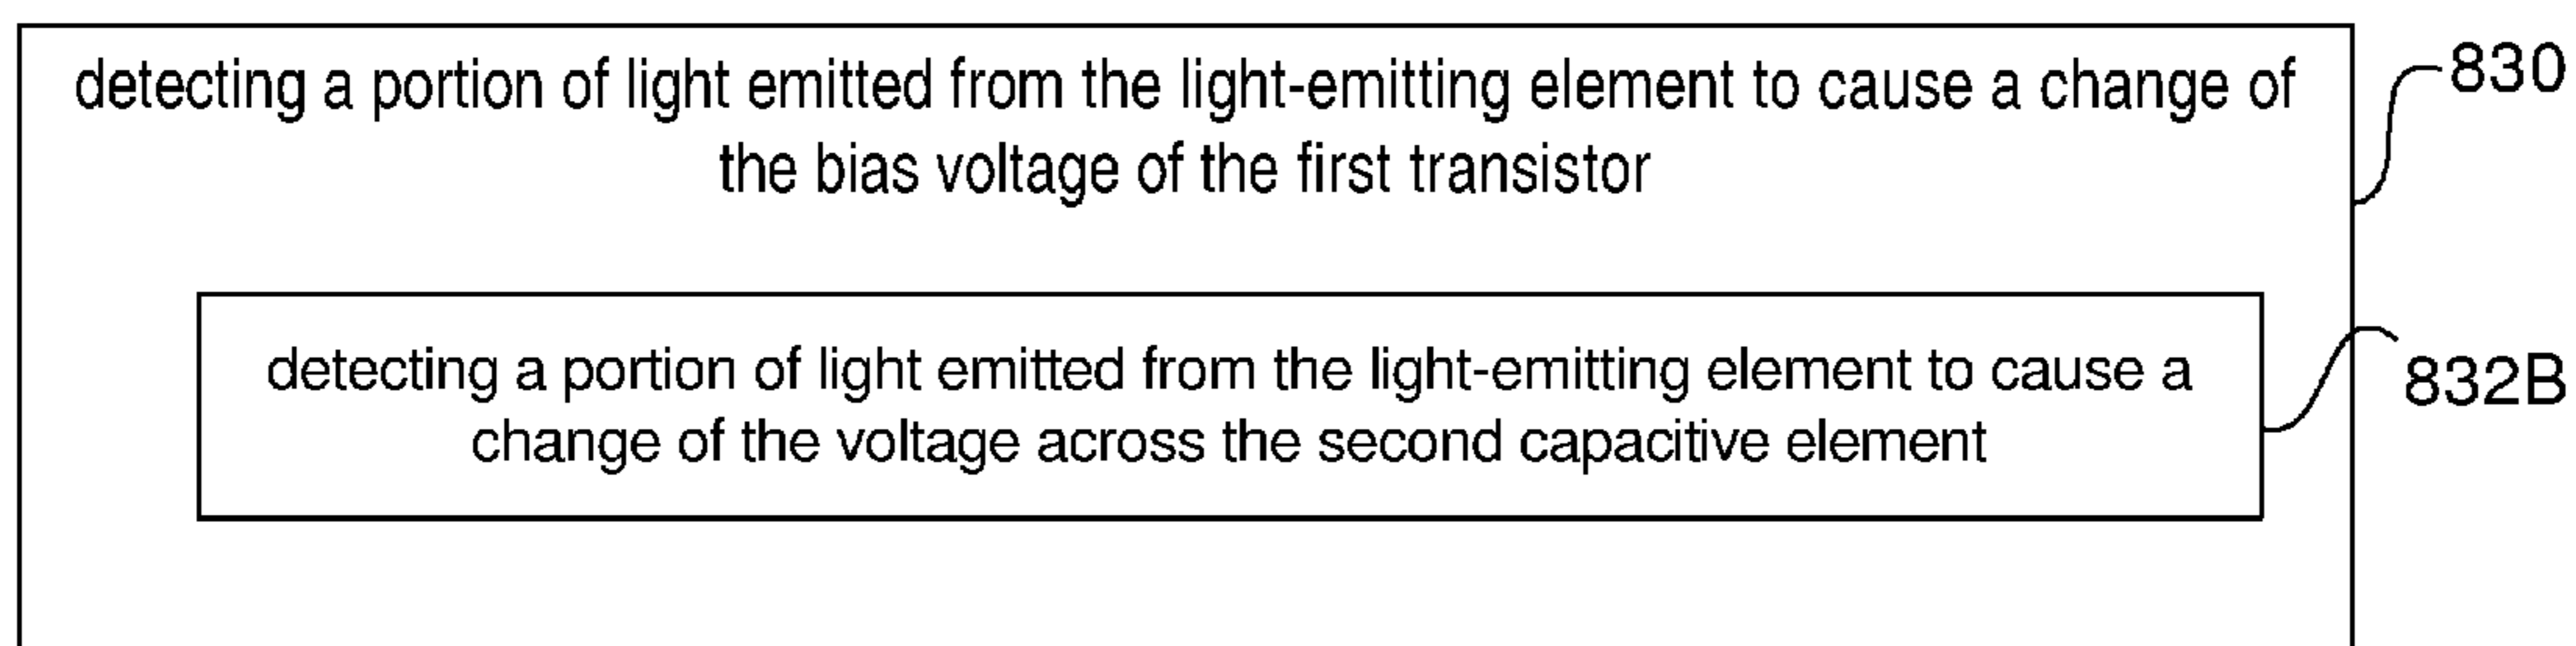 detecting a portion of light emitted from the light-emitting element to cause a change of
the bias voltage of the first transistor
830
detecting a portion of light emitted from the light-emitting element to cause a
change of the voltage across the second capacitive element
832B